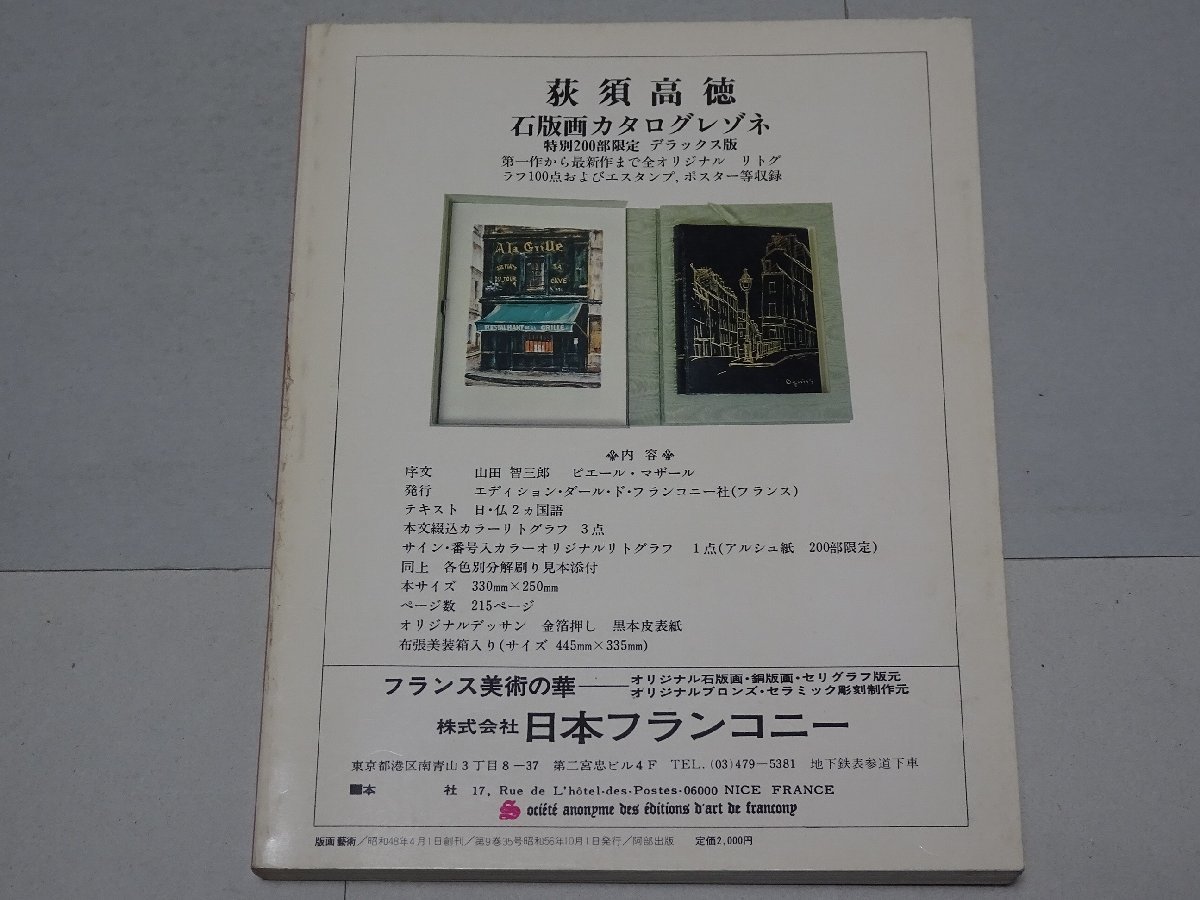 荻須高徳
石版画カタログレゾネ
特別200部限定 デラックス版
第一作から最新作まで全オリジナル リトグ
ラフ100点およびエスタンプ,ポスター等収録
A la Grille
CAVE
RESTAURANT DE LA GRILLE
Oguiss
内 容
序文 山田 智三郎 ピエール・マザール
発行 エディション・ダール・ド・フランコニー社(フランス)
テキスト 日・仏2ヵ国語
本文綴込カラーリトグラフ 3点
サイン・番号入カラーオリジナルリトグラフ 1点(アルシュ紙 200部限定)
同上 各色別分解刷り見本添付
本サイズ 330mm×250mm
ページ数 215ページ
オリジナルデッサン 金箔押し 黒本皮表紙
布張美装箱入り(サイズ 445mm×335mm)
フランス美術の華――オリジナル石版画・銅版画・セリグラフ版元
オリジナルブロンズ・セラミック彫刻制作元
株式会社 日本フランコニー
東京都港区南青山3丁目8-37 第二宮忠ビル4F TEL.(03)479-5381 地下鉄表参道下車
本 社 17, Rue de L'hôtel-des-Postes-06000 NICE FRANCE
Société anonyme des éditions d'art de francony
版画藝術/昭和48年4月1日創刊/第9巻35号昭和56年10月1日発行/阿部出版 定価2,000円